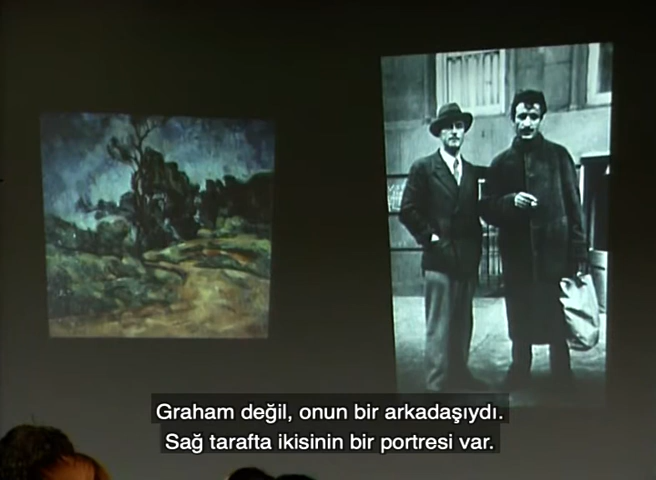 Graham değil, onun bir arkadaşıydı.
Sağ tarafta ikisinin bir portresi var.